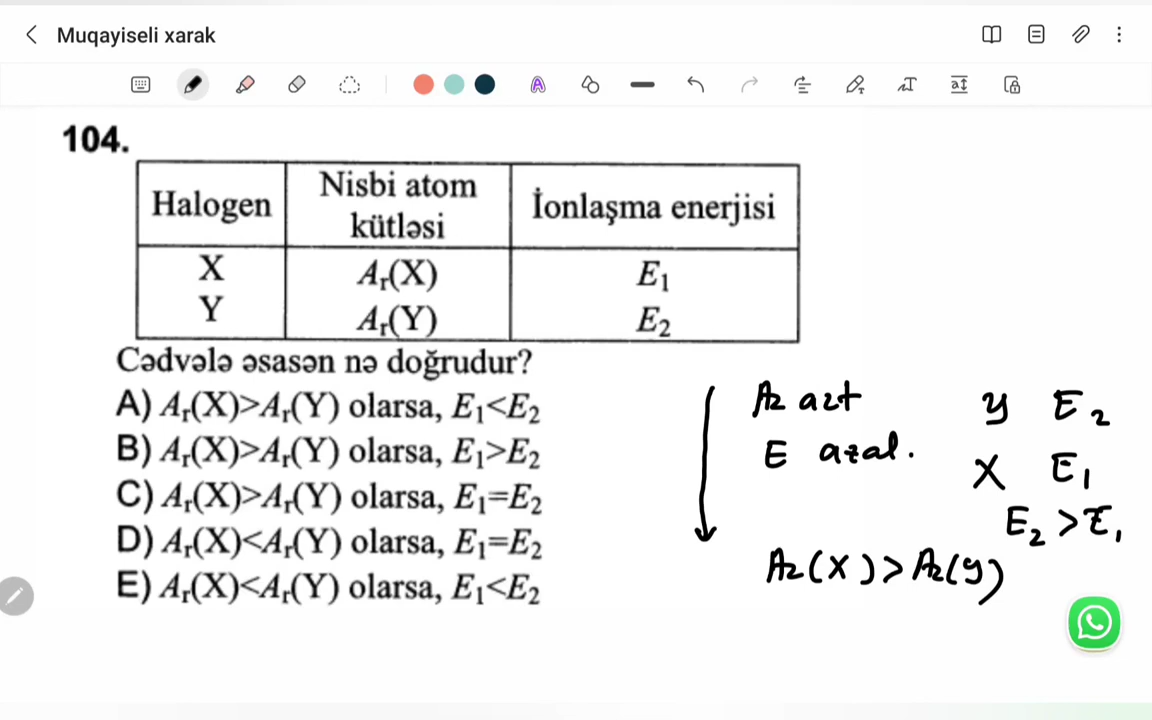 Muqayiseli xarak
104.
Halogen
Nisbi atom kütləsi
İonlaşma enerjisi
X
Aᵣ(X)
E₁
Y
Aᵣ(Y)
E₂
Cədvələ əsasən nə doğrudur?
A) Aᵣ(X)>Aᵣ(Y) olarsa, E₁<E₂
B) Aᵣ(X)>Aᵣ(Y) olarsa, E₁>E₂
C) Aᵣ(X)>Aᵣ(Y) olarsa, E₁=E₂
D) Aᵣ(X)<Aᵣ(Y) olarsa, E₁=E₂
E) Aᵣ(X)<Aᵣ(Y) olarsa, E₁<E₂
Ar art
E azal.
y E₂
X E₁
E₂ > E₁
Ar(X) > Ar(y)